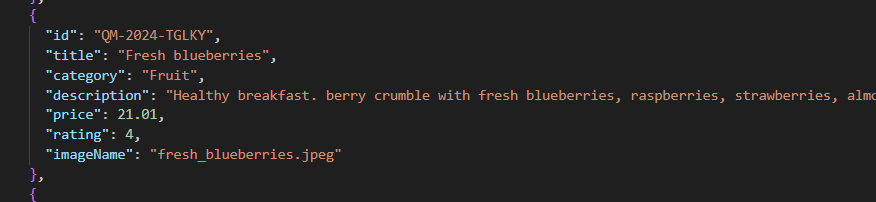 },
{
"id": "QM-2024-TGLKY",
"title": "Fresh blueberries",
"category": "Fruit",
"description": "Healthy breakfast. berry crumble with fresh blueberries, raspberries, strawberries, almo
"price": 21.01,
"rating": 4,
"imageName": "fresh_blueberries.jpeg"
},
{